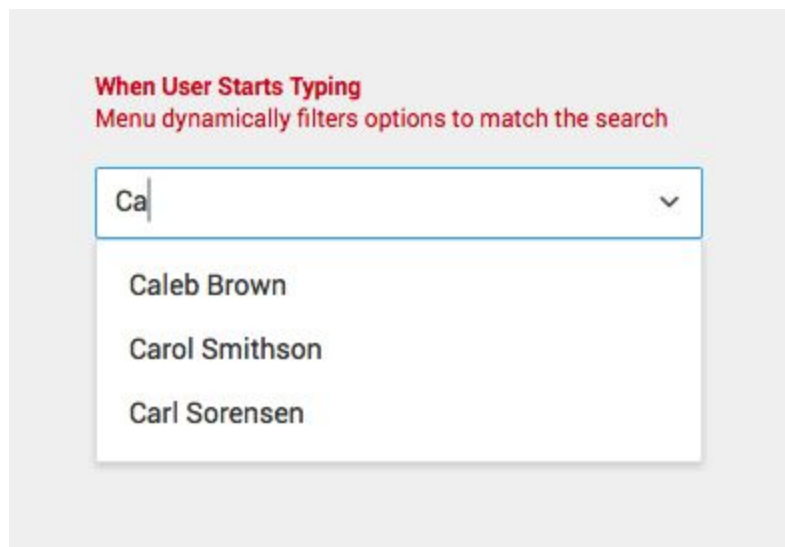 When User Starts Typing
Menu dynamically filters options to match the search
Ca
Caleb Brown
Carol Smithson
Carl Sorensen